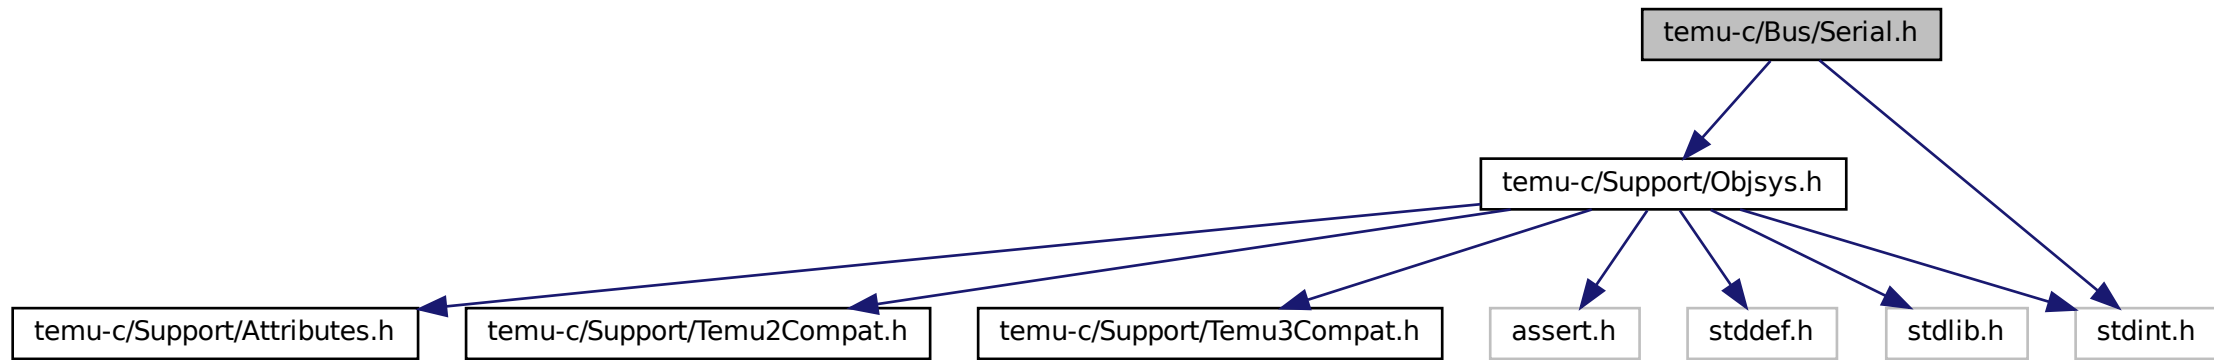 temu-c/Bus/Serial.h
temu-c/Support/Objsys.h
temu-c/Support/Attributes.h
temu-c/Support/Temu2Compat.h
temu-c/Support/Temu3Compat.h
assert.h
stddef.h
stdlib.h
stdint.h